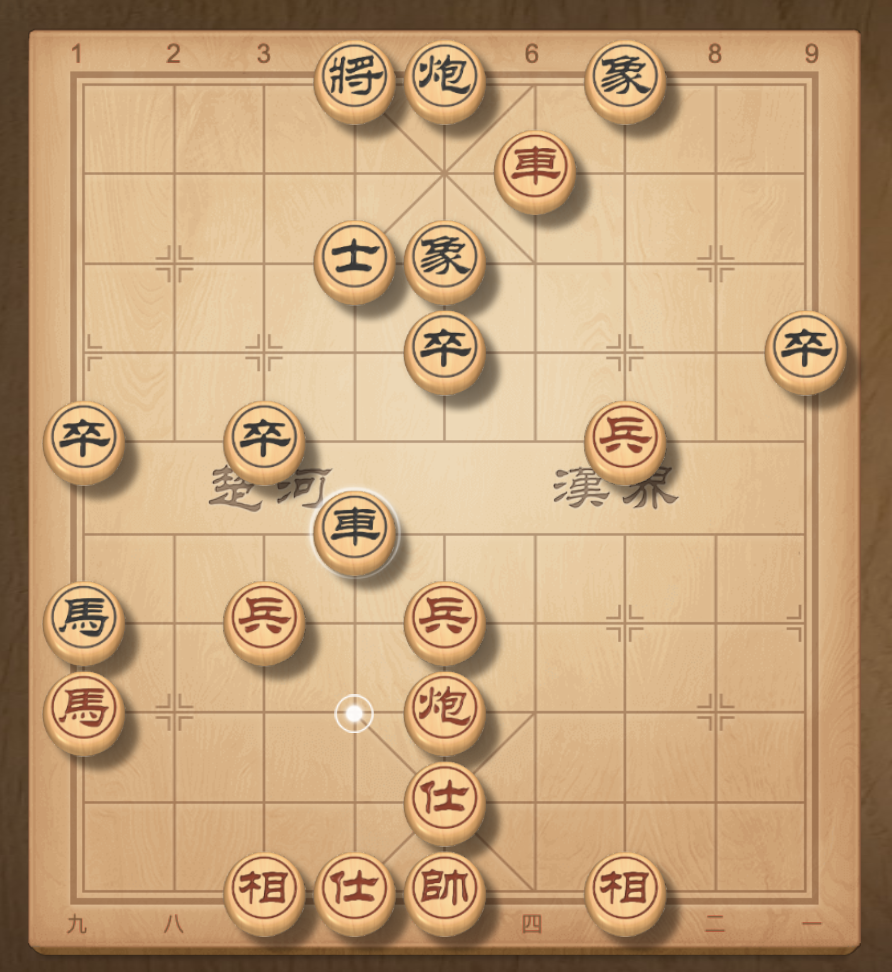 1 2 3 6 8 9
將 炮 象
車
士 象
卒 卒
卒 卒 兵
楚河 漢界
車
馬 兵 兵
馬 炮
仕
相 仕 帥 相
九 八 四 二 一